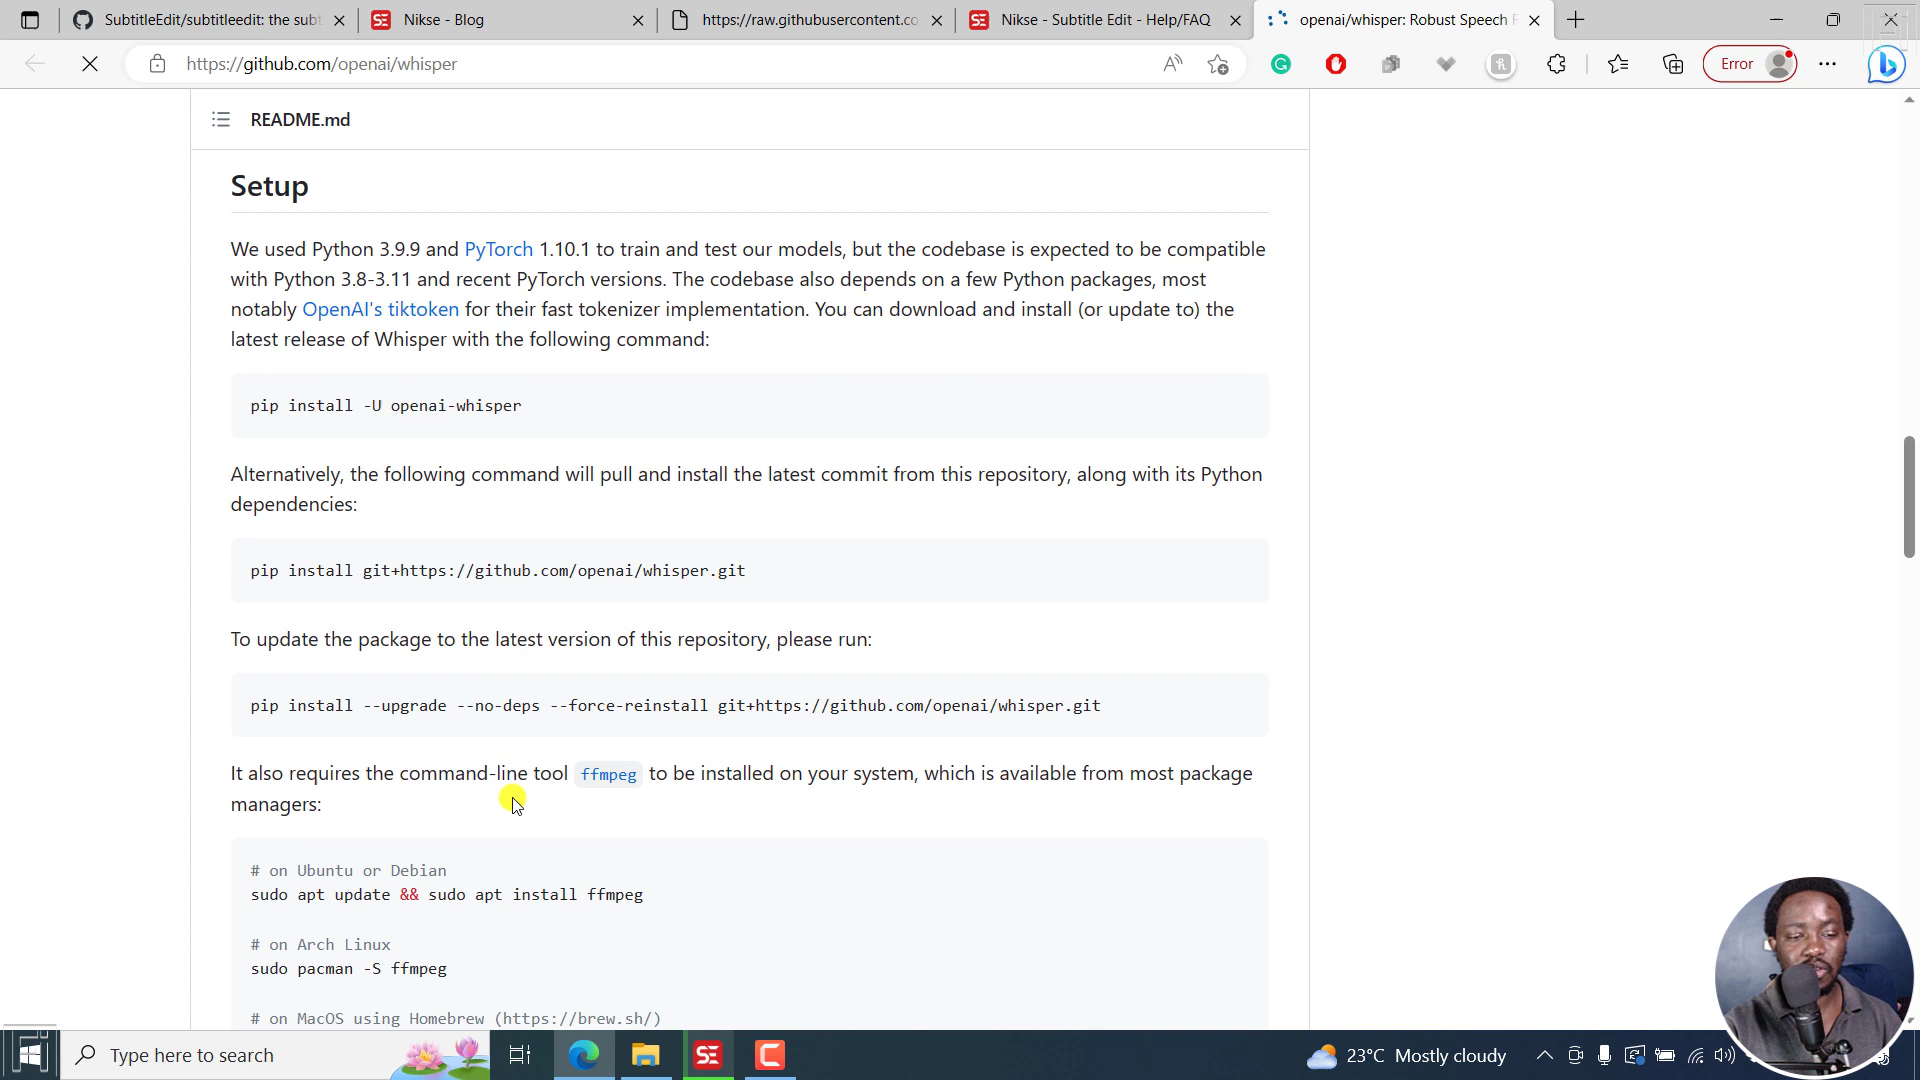 SubtitleEdit/subtitleedit: the subt
Nikse - Blog
https://raw.githubusercontent.co
Nikse - Subtitle Edit - Help/FAQ
openai/whisper: Robust Speech R
https://github.com/openai/whisper
Error
README.md
Setup
We used Python 3.9.9 and PyTorch 1.10.1 to train and test our models, but the codebase is expected to be compatible
with Python 3.8-3.11 and recent PyTorch versions. The codebase also depends on a few Python packages, most
notably OpenAI's tiktoken for their fast tokenizer implementation. You can download and install (or update to) the
latest release of Whisper with the following command:
pip install -U openai-whisper
Alternatively, the following command will pull and install the latest commit from this repository, along with its Python
dependencies:
pip install git+https://github.com/openai/whisper.git
To update the package to the latest version of this repository, please run:
pip install --upgrade --no-deps --force-reinstall git+https://github.com/openai/whisper.git
It also requires the command-line tool ffmpeg to be installed on your system, which is available from most package
managers:
# on Ubuntu or Debian
sudo apt update && sudo apt install ffmpeg
# on Arch Linux
sudo pacman -S ffmpeg
# on MacOS using Homebrew (https://brew.sh/)
Type here to search
SE
23°C Mostly cloudy